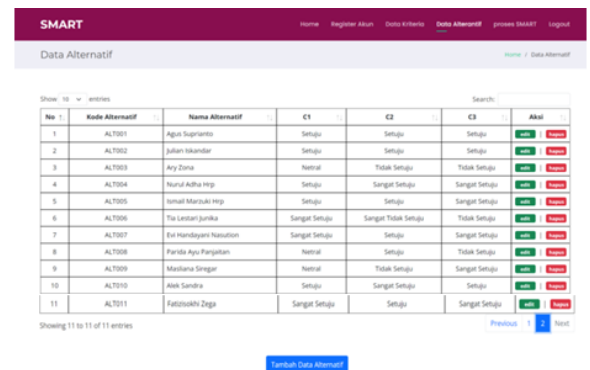 SMART Home Register Akun Data Kriteria Data Alterantif proses SMART Logout
Data Alternatif Home / Data Alternatif
Show 10 entries Search:
No Kode Alternatif Nama Alternatif C1 C2 C3 Aksi
1 ALT001 Agus Suprianto Setuju Setuju Setuju edit | hapus
2 ALT002 Julian Iskandar Setuju Setuju Setuju edit | hapus
3 ALT003 Ary Zona Netral Tidak Setuju Tidak Setuju edit | hapus
4 ALT004 Nurul Adha Hrp Setuju Sangat Setuju Sangat Setuju edit | hapus
5 ALT005 Ismail Marzuki Hrp Setuju Setuju Sangat Setuju edit | hapus
6 ALT006 Tia Lestari Junika Sangat Setuju Sangat Tidak Setuju Tidak Setuju edit | hapus
7 ALT007 Evi Handayani Nasution Sangat Setuju Setuju Sangat Setuju edit | hapus
8 ALT008 Parida Ayu Panjaitan Netral Setuju Tidak Setuju edit | hapus
9 ALT009 Masliana Siregar Netral Tidak Setuju Sangat Setuju edit | hapus
10 ALT010 Alek Sandra Setuju Sangat Setuju Setuju edit | hapus
11 ALT011 Fatizisokhi Zega Sangat Setuju Setuju Sangat Setuju edit | hapus
Showing 11 to 11 of 11 entries Previous 1 2 Next
Tambah Data Alternatif